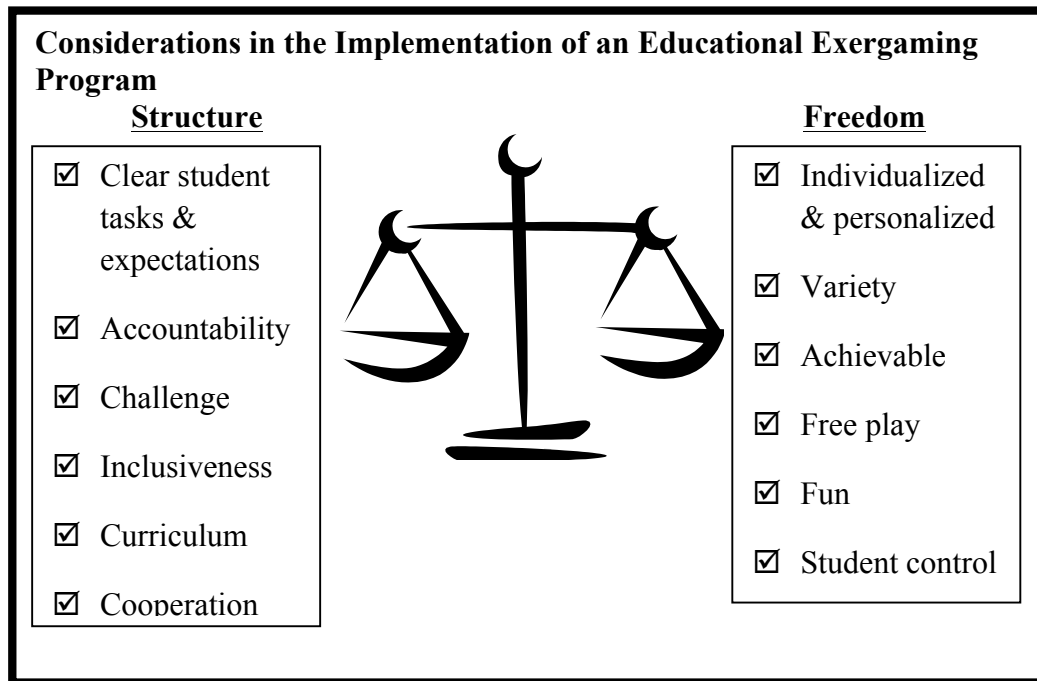 Considerations in the Implementation of an Educational Exergaming
Program
Structure
☑ Clear student
tasks &
expectations
☑ Accountability
☑ Challenge
☑ Inclusiveness
☑ Curriculum
☑ Cooperation
Freedom
☑ Individualized
& personalized
☑ Variety
☑ Achievable
☑ Free play
☑ Fun
☑ Student control